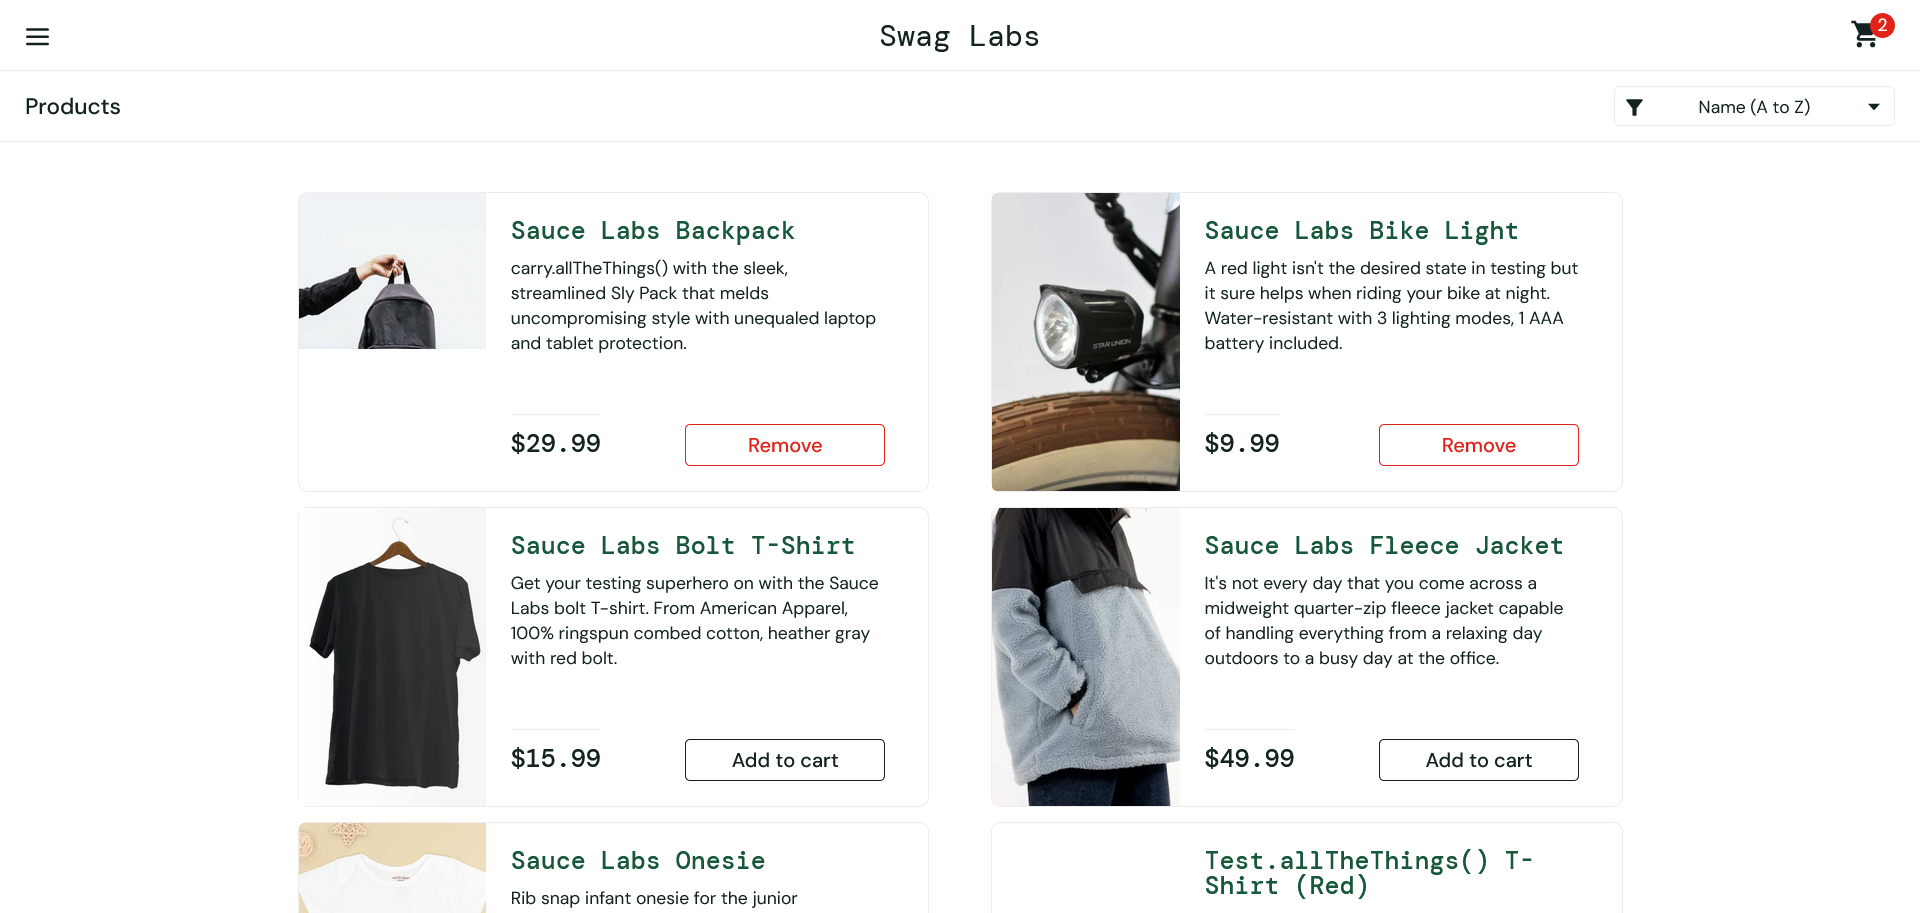 Swag Labs
2
Products
Name (A to Z)
Sauce Labs Backpack
carry.allTheThings() with the sleek,
streamlined Sly Pack that melds
uncompromising style with unequaled laptop
and tablet protection.
$29.99
Remove
Sauce Labs Bike Light
A red light isn't the desired state in testing but
it sure helps when riding your bike at night.
Water-resistant with 3 lighting modes, 1 AAA
battery included.
$9.99
Remove
STAR UNION
Sauce Labs Bolt T-Shirt
Get your testing superhero on with the Sauce
Labs bolt T-shirt. From American Apparel,
100% ringspun combed cotton, heather gray
with red bolt.
$15.99
Add to cart
Sauce Labs Fleece Jacket
It's not every day that you come across a
midweight quarter-zip fleece jacket capable
of handling everything from a relaxing day
outdoors to a busy day at the office.
$49.99
Add to cart
Sauce Labs Onesie
Rib snap infant onesie for the junior
Test.allTheThings() T-
Shirt (Red)